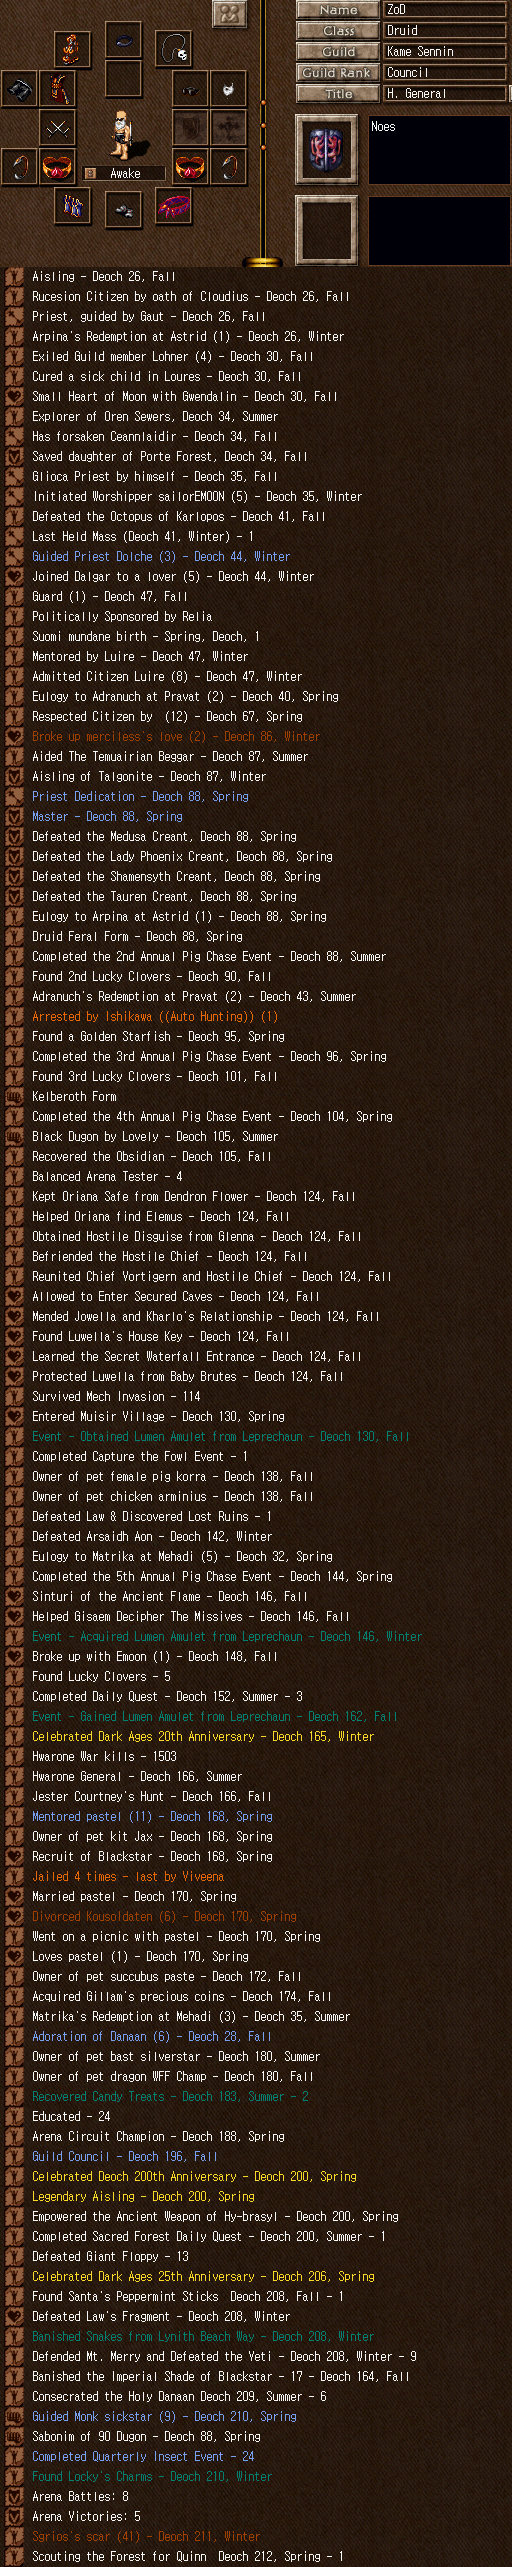 Name ZoD
Class Druid
Guild Kame Sennin
Guild Rank Council
Title H. General
Noes
Awake
Aisling - Deoch 26, Fall
Rucesion Citizen by oath of Cloudius - Deoch 26, Fall
Priest, guided by Gaut - Deoch 26, Fall
Arpina's Redemption at Astrid (1) - Deoch 26, Winter
Exiled Guild member Lohner (4) - Deoch 30, Fall
Cured a sick child in Loures - Deoch 30, Fall
Small Heart of Moon with Gwendalin - Deoch 30, Fall
Explorer of Oren Sewers, Deoch 34, Summer
Has forsaken Ceannlaidir - Deoch 34, Fall
Saved daughter of Porte Forest, Deoch 34, Fall
Glioca Priest by himself - Deoch 35, Fall
Initiated Worshipper sailorEMOON (5) - Deoch 35, Winter
Defeated the Octopus of Karlopos - Deoch 41, Fall
Last Held Mass (Deoch 41, Winter) - 1
Guided Priest Dolche (3) - Deoch 44, Winter
Joined Dalgar to a lover (5) - Deoch 44, Winter
Guard (1) - Deoch 47, Fall
Politically Sponsored by Relia
Suomi mundane birth - Spring, Deoch, 1
Mentored by Luire - Deoch 47, Winter
Admitted Citizen Luire (8) - Deoch 47, Winter
Eulogy to Adranuch at Pravat (2) - Deoch 40, Spring
Respected Citizen by  (12) - Deoch 67, Spring
Broke up merciless's love (2) - Deoch 86, Winter
Aided The Temuairian Beggar - Deoch 87, Summer
Aisling of Talgonite - Deoch 87, Winter
Priest Dedication - Deoch 88, Spring
Master - Deoch 88, Spring
Defeated the Medusa Creant, Deoch 88, Spring
Defeated the Lady Phoenix Creant, Deoch 88, Spring
Defeated the Shamensyth Creant, Deoch 88, Spring
Defeated the Tauren Creant, Deoch 88, Spring
Eulogy to Arpina at Astrid (1) - Deoch 88, Spring
Druid Feral Form - Deoch 88, Spring
Completed the 2nd Annual Pig Chase Event - Deoch 88, Summer
Found 2nd Lucky Clovers - Deoch 90, Fall
Adranuch's Redemption at Pravat (2) - Deoch 43, Summer
Arrested by Ishikawa ((Auto Hunting)) (1)
Found a Golden Starfish - Deoch 95, Spring
Completed the 3rd Annual Pig Chase Event - Deoch 96, Spring
Found 3rd Lucky Clovers - Deoch 101, Fall
Kelberoth Form
Completed the 4th Annual Pig Chase Event - Deoch 104, Spring
Black Dugon by Lovely - Deoch 105, Summer
Recovered the Obsidian - Deoch 105, Fall
Balanced Arena Tester - 4
Kept Oriana Safe from Dendron Flower - Deoch 124, Fall
Helped Oriana find Elemus - Deoch 124, Fall
Obtained Hostile Disguise from Glenna - Deoch 124, Fall
Befriended the Hostile Chief - Deoch 124, Fall
Reunited Chief Vortigern and Hostile Chief - Deoch 124, Fall
Allowed to Enter Secured Caves - Deoch 124, Fall
Mended Jowella and Kharlo's Relationship - Deoch 124, Fall
Found Luwella's House Key - Deoch 124, Fall
Learned the Secret Waterfall Entrance - Deoch 124, Fall
Protected Luwella from Baby Brutes - Deoch 124, Fall
Survived Mech Invasion - 114
Entered Muisir Village - Deoch 130, Spring
Event - Obtained Lumen Amulet from Leprechaun - Deoch 130, Fall
Completed Capture the Fowl Event - 1
Owner of pet female pig korra - Deoch 138, Fall
Owner of pet chicken arminius - Deoch 138, Fall
Defeated Law & Discovered Lost Ruins - 1
Defeated Arsaidh Aon - Deoch 142, Winter
Eulogy to Matrika at Mehadi (5) - Deoch 32, Spring
Completed the 5th Annual Pig Chase Event - Deoch 144, Spring
Sinturi of the Ancient Flame - Deoch 146, Fall
Helped Gisaem Decipher The Missives - Deoch 146, Fall
Event - Acquired Lumen Amulet from Leprechaun - Deoch 146, Winter
Broke up with Emoon (1) - Deoch 148, Fall
Found Lucky Clovers - 5
Completed Daily Quest - Deoch 152, Summer - 3
Event - Gained Lumen Amulet from Leprechaun - Deoch 162, Fall
Celebrated Dark Ages 20th Anniversary - Deoch 165, Winter
Hwarone War kills - 1503
Hwarone General - Deoch 166, Summer
Jester Courtney's Hunt - Deoch 166, Fall
Mentored pastel (11) - Deoch 168, Spring
Owner of pet kit Jax - Deoch 168, Spring
Recruit of Blackstar - Deoch 168, Spring
Jailed 4 times - last by Viveena
Married pastel - Deoch 170, Spring
Divorced Kousoldaten (6) - Deoch 170, Spring
Went on a picnic with pastel - Deoch 170, Spring
Loves pastel (1) - Deoch 170, Spring
Owner of pet succubus paste - Deoch 172, Fall
Acquired Gillam's precious coins - Deoch 174, Fall
Matrika's Redemption at Mehadi (3) - Deoch 35, Summer
Adoration of Danaan (6) - Deoch 28, Fall
Owner of pet bast silverstar - Deoch 180, Summer
Owner of pet dragon WFF Champ - Deoch 180, Fall
Recovered Candy Treats - Deoch 183, Summer - 2
Educated - 24
Arena Circuit Champion - Deoch 188, Spring
Guild Council - Deoch 196, Fall
Celebrated Deoch 200th Anniversary - Deoch 200, Spring
Legendary Aisling - Deoch 200, Spring
Empowered the Ancient Weapon of Hy-brasyl - Deoch 200, Spring
Completed Sacred Forest Daily Quest - Deoch 200, Summer - 1
Defeated Giant Floppy - 13
Celebrated Dark Ages 25th Anniversary - Deoch 206, Spring
Found Santa's Peppermint Sticks  Deoch 208, Fall - 1
Defeated Law's Fragment - Deoch 208, Winter
Banished Snakes from Lynith Beach Way - Deoch 208, Winter
Defended Mt. Merry and Defeated the Yeti - Deoch 208, Winter - 9
Banished the Imperial Shade of Blackstar - 17 - Deoch 164, Fall
Consecrated the Holy Danaan Deoch 209, Summer - 6
Guided Monk sickstar (9) - Deoch 210, Spring
Sabonim of 90 Dugon - Deoch 88, Spring
Completed Quarterly Insect Event - 24
Found Locky's Charms - Deoch 210, Winter
Arena Battles: 8
Arena Victories: 5
Sgrios's scar (41) - Deoch 211, Winter
Scouting the Forest for Quinn  Deoch 212, Spring - 1